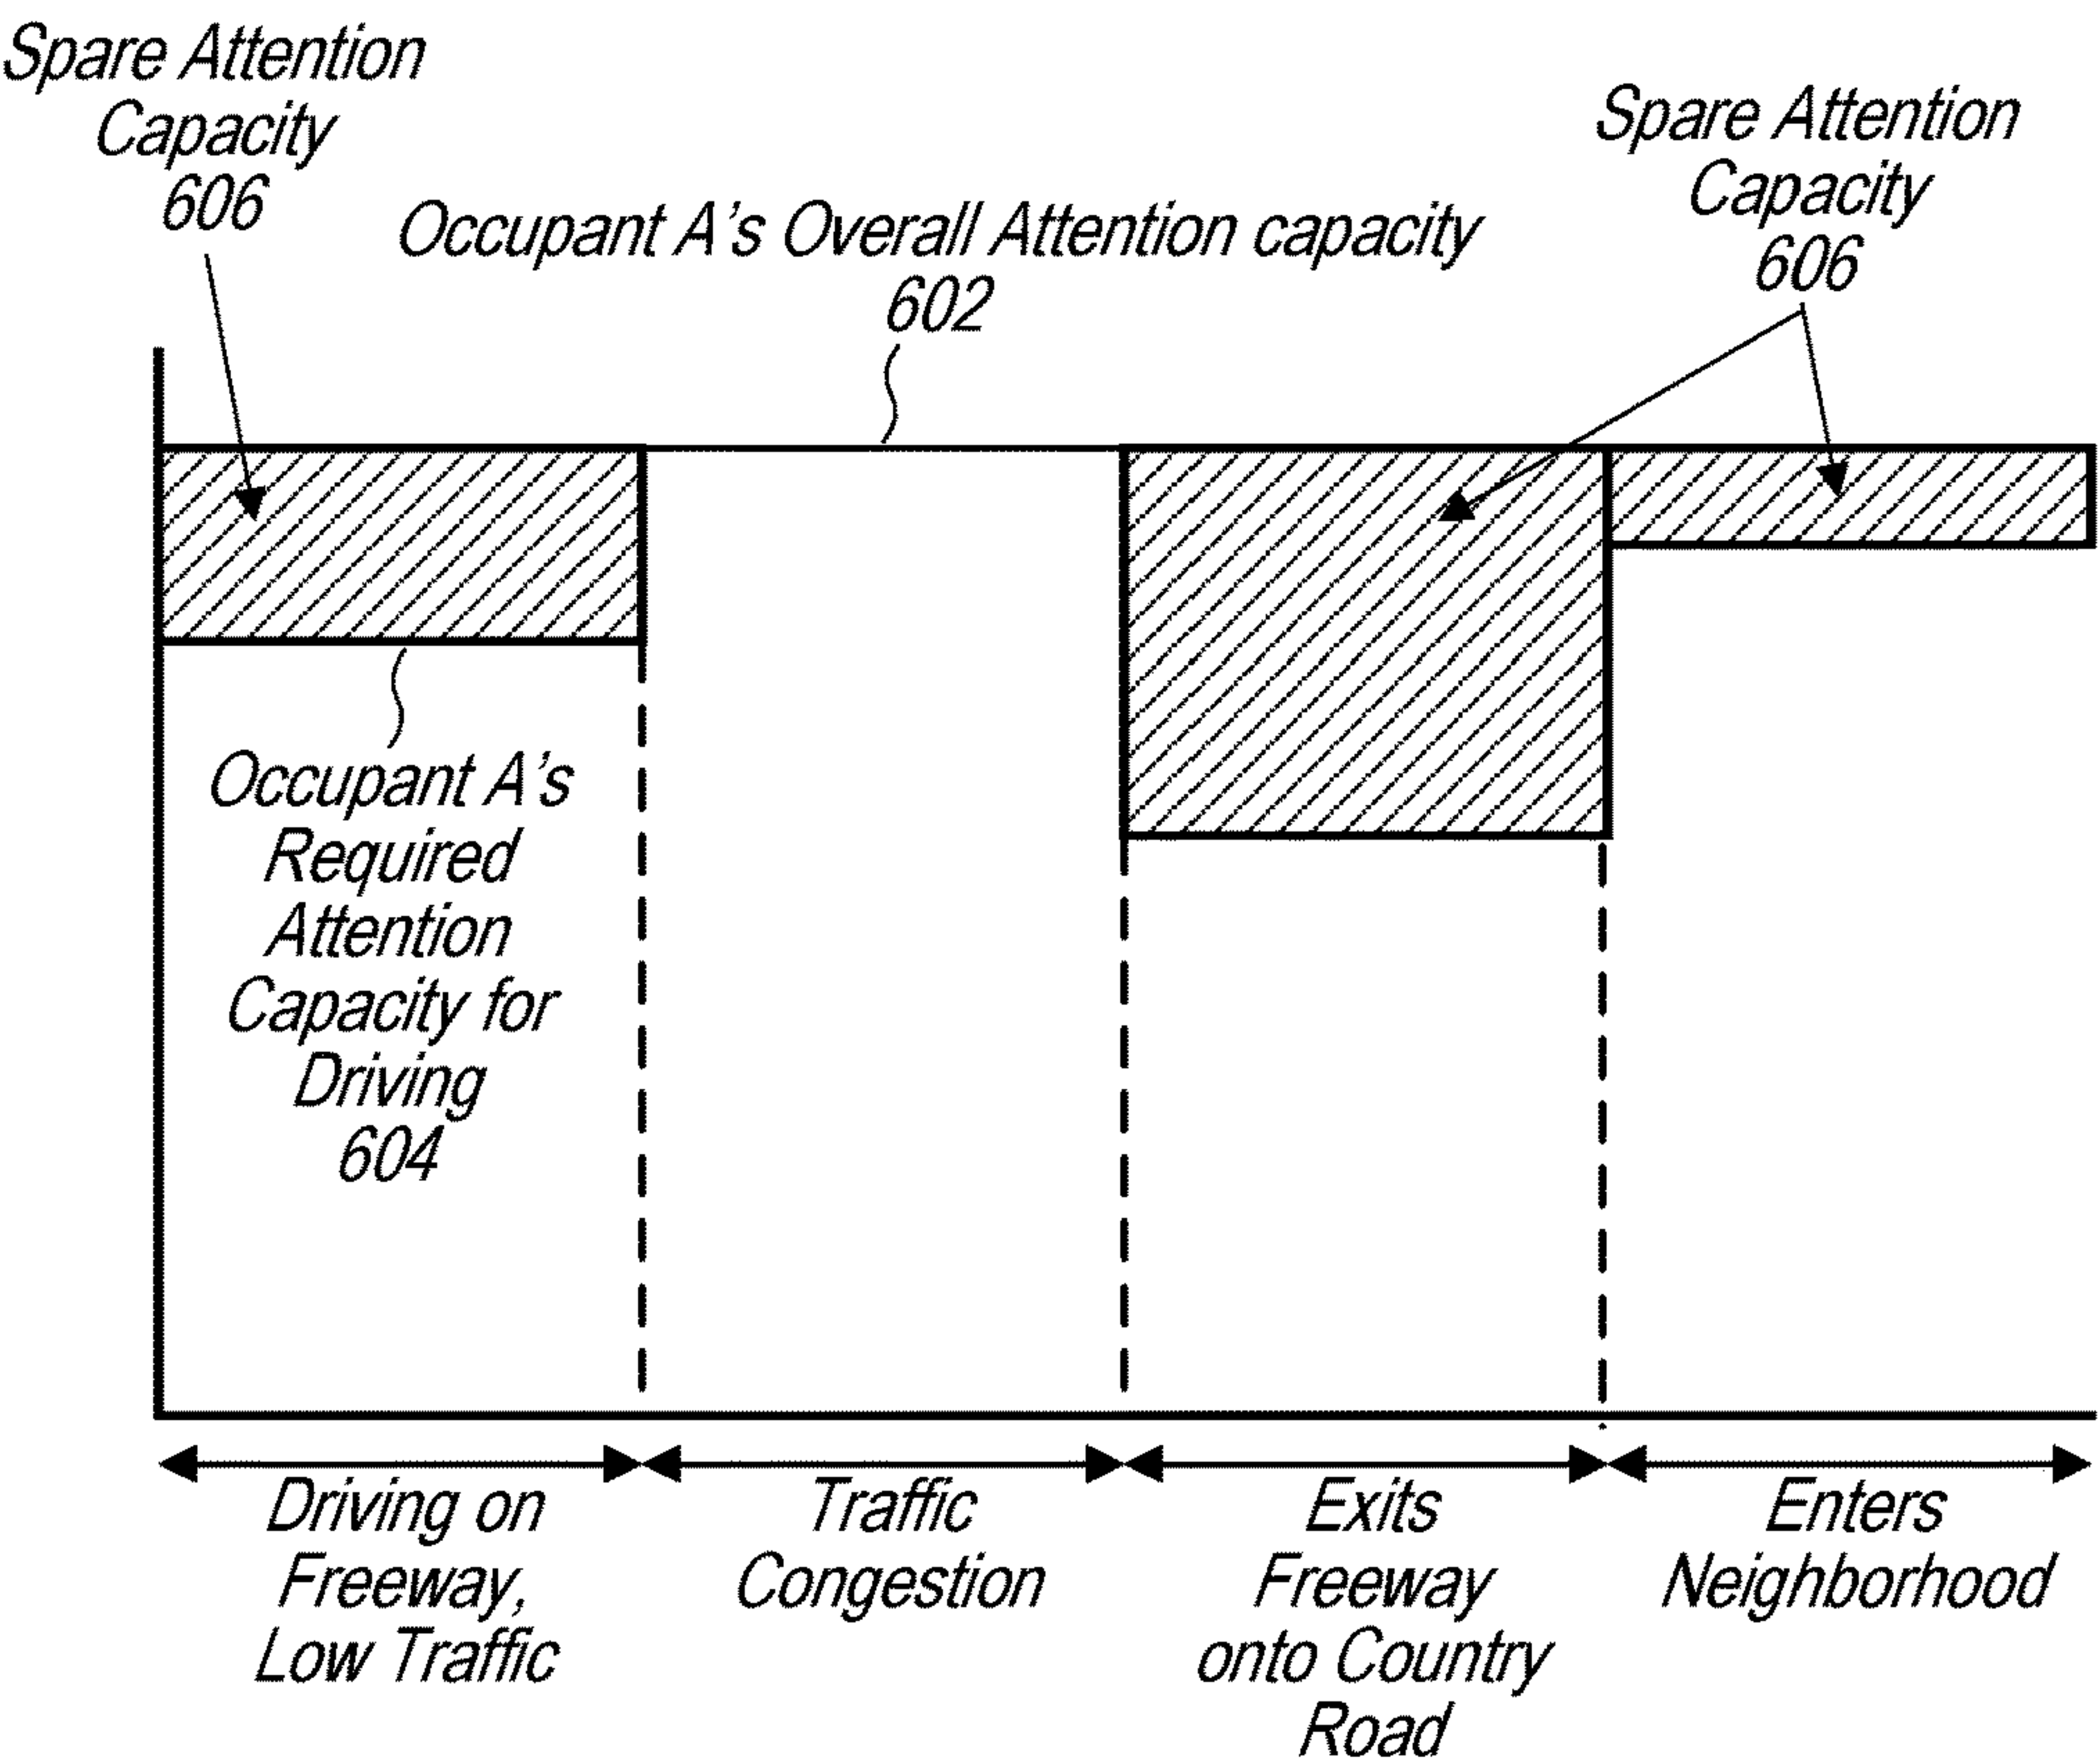 Spare Attention
Capacity
606
Spare Attention
Capacity
606
Occupant A's Overall Attention capacity
602
Occupant A's
Required
Attention
Capacity for
Driving
604
Driving on
Freeway,
Low Traffic
Traffic
Congestion
Exits
Freeway
onto Country
Road
Enters
Neighborhood